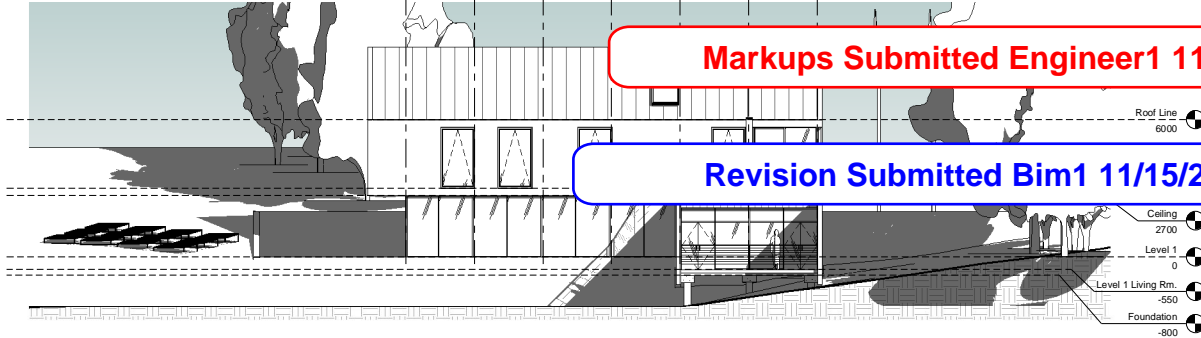 Markups Submitted Engineer1 11
Roof Line
6000
Revision Submitted Bim1 11/15/2
Ceiling
2700
Level 1
0
Level 1 Living Rm.
-550
Foundation
-800